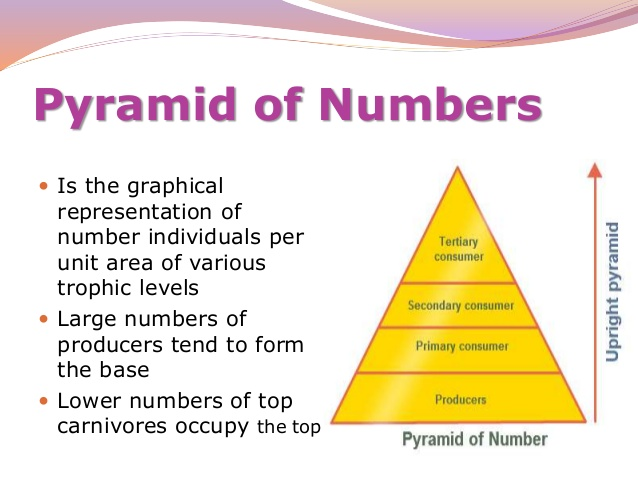 Pyramid of Numbers
• Is the graphical
representation of
number individuals per
unit area of various
trophic levels
• Large numbers of
producers tend to form
the base
• Lower numbers of top
carnivores occupy the top
Tertiary
consumer
Secondary consumer
Primary consumer
Producers
Pyramid of Number
Upright pyramid